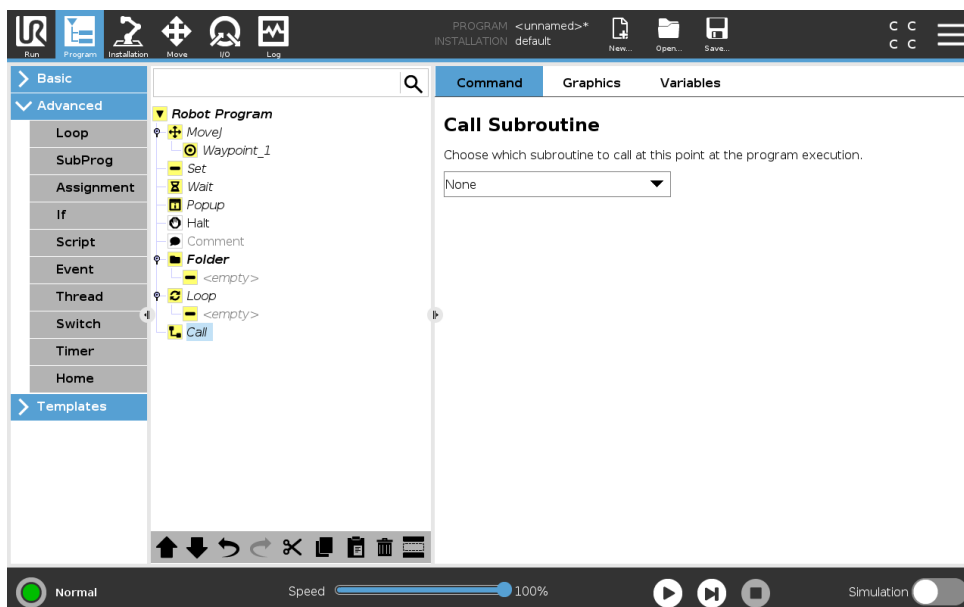 PROGRAM <unnamed>*
INSTALLATION default
UR
Run
Program
Installation
Move
I/O
Log
New...
Open...
Save...
C C
C C
Basic
Advanced
Loop
SubProg
Assignment
If
Script
Event
Thread
Switch
Timer
Home
Templates
Robot Program
MoveJ
Waypoint_1
Set
Wait
Popup
Halt
Comment
Folder
<empty>
Loop
<empty>
Call
Command
Graphics
Variables
Call Subroutine
Choose which subroutine to call at this point at the program execution.
None
Normal
Speed
100%
Simulation